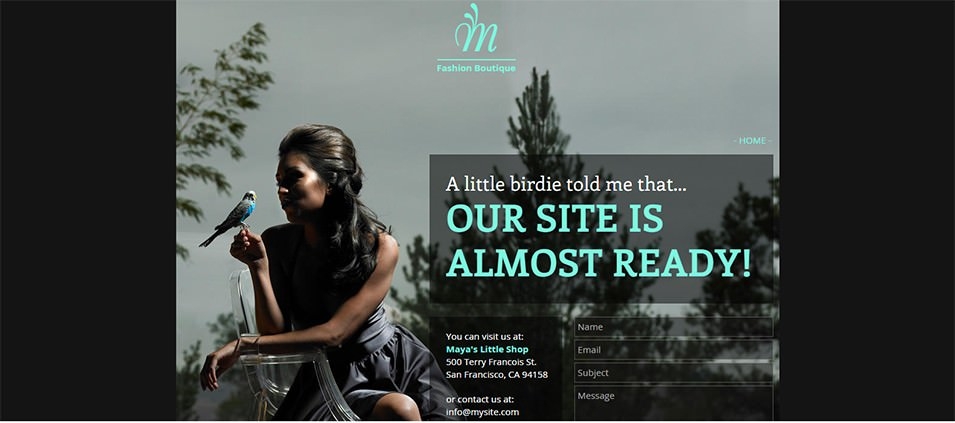 m
Fashion Boutique
- HOME -
A little birdie told me that...
OUR SITE IS
ALMOST READY!
You can visit us at:
Maya's Little Shop
500 Terry Francois St.
San Francisco, CA 94158
or contact us at:
info@mysite.com
Name
Email
Subject
Message